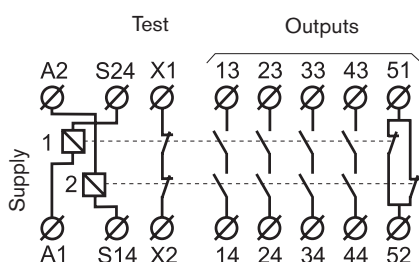 Test Outputs
A2 S24 X1 13 23 33 43 51
1
2
Supply
A1 S14 X2 14 24 34 44 52